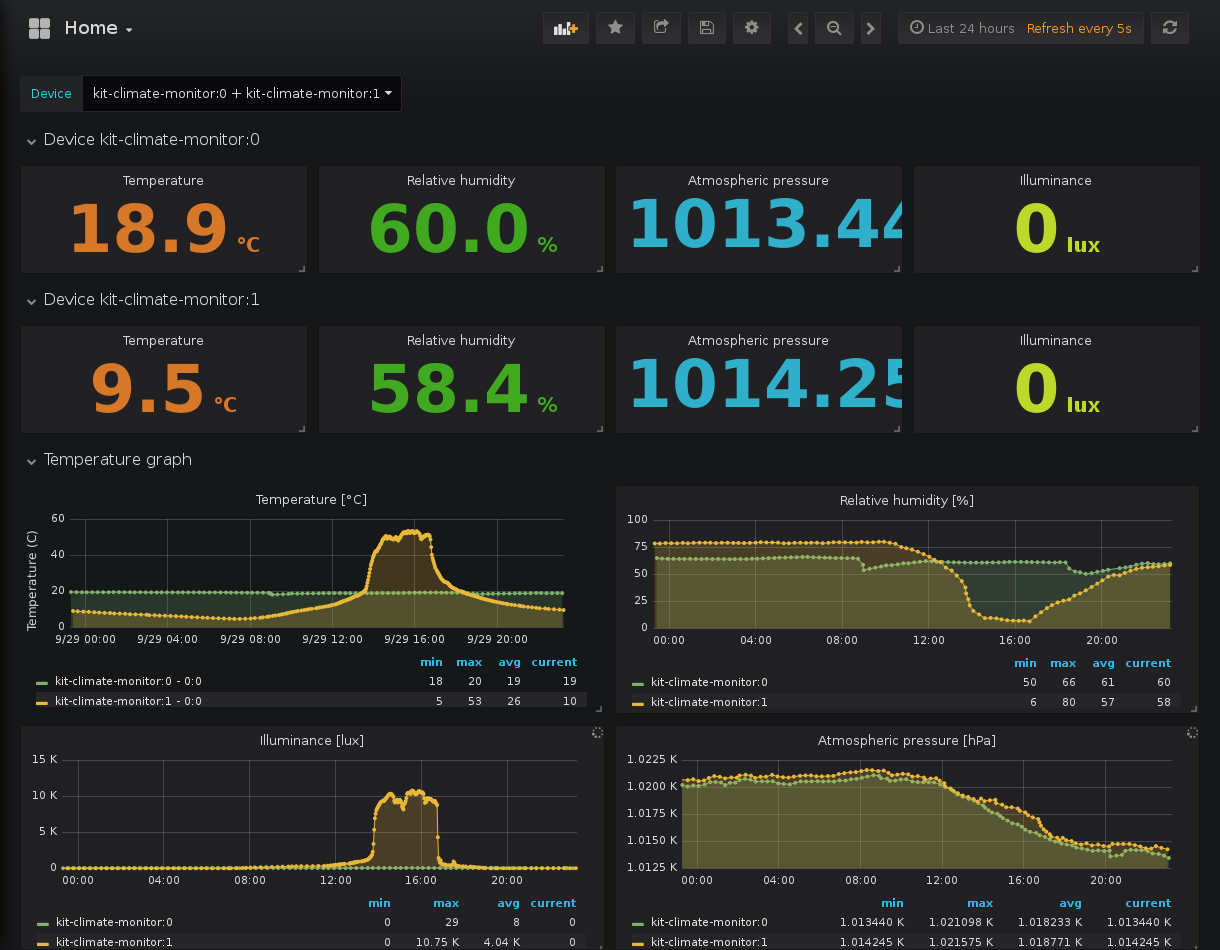 Home
Last 24 hours Refresh every 5s
Device kit-climate-monitor:0 + kit-climate-monitor:1
Device kit-climate-monitor:0
Temperature Relative humidity Atmospheric pressure Illuminance
18.9 °C 60.0 % 1013.44 0 lux
Device kit-climate-monitor:1
Temperature Relative humidity Atmospheric pressure Illuminance
9.5 °C 58.4 % 1014.25 0 lux
Temperature graph
Temperature [°C]
Temperature (C)
60
40
20
0
9/29 00:00 9/29 04:00 9/29 08:00 9/29 12:00 9/29 16:00 9/29 20:00
min max avg current
kit-climate-monitor:0 - 0:0 18 20 19 19
kit-climate-monitor:1 - 0:0 5 53 26 10
Relative humidity [%]
100
75
50
25
0
00:00 04:00 08:00 12:00 16:00 20:00
min max avg current
kit-climate-monitor:0 50 66 61 60
kit-climate-monitor:1 6 80 57 58
Illuminance [lux]
15 K
10 K
5 K
0
00:00 04:00 08:00 12:00 16:00 20:00
min max avg current
kit-climate-monitor:0 0 29 8 0
kit-climate-monitor:1 0 10.75 K 4.04 K 0
Atmospheric pressure [hPa]
1.0225 K
1.0200 K
1.0175 K
1.0150 K
1.0125 K
00:00 04:00 08:00 12:00 16:00 20:00
min max avg current
kit-climate-monitor:0 1.013440 K 1.021098 K 1.018233 K 1.013440 K
kit-climate-monitor:1 1.014245 K 1.021575 K 1.018771 K 1.014245 K